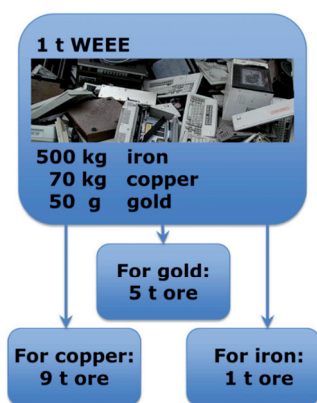 1 t WEEE
500 kg iron
70 kg copper
50 g gold
For gold:
5 t ore
For copper:
9 t ore
For iron:
1 t ore